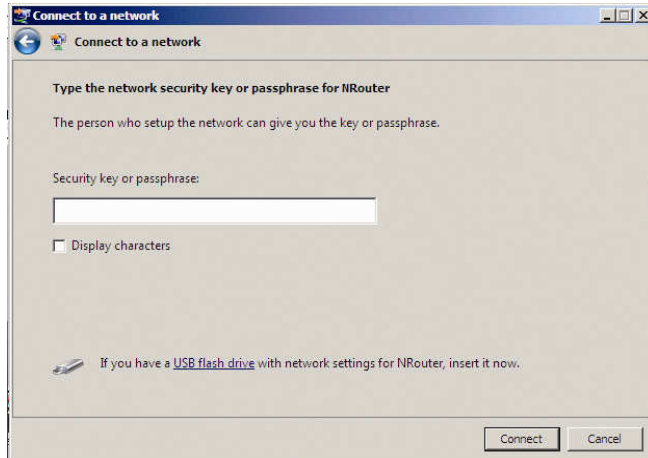 Connect to a network
Connect to a network
Type the network security key or passphrase for NRouter
The person who setup the network can give you the key or passphrase.
Security key or passphrase:
Display characters
If you have a USB flash drive with network settings for NRouter, insert it now.
Connect Cancel